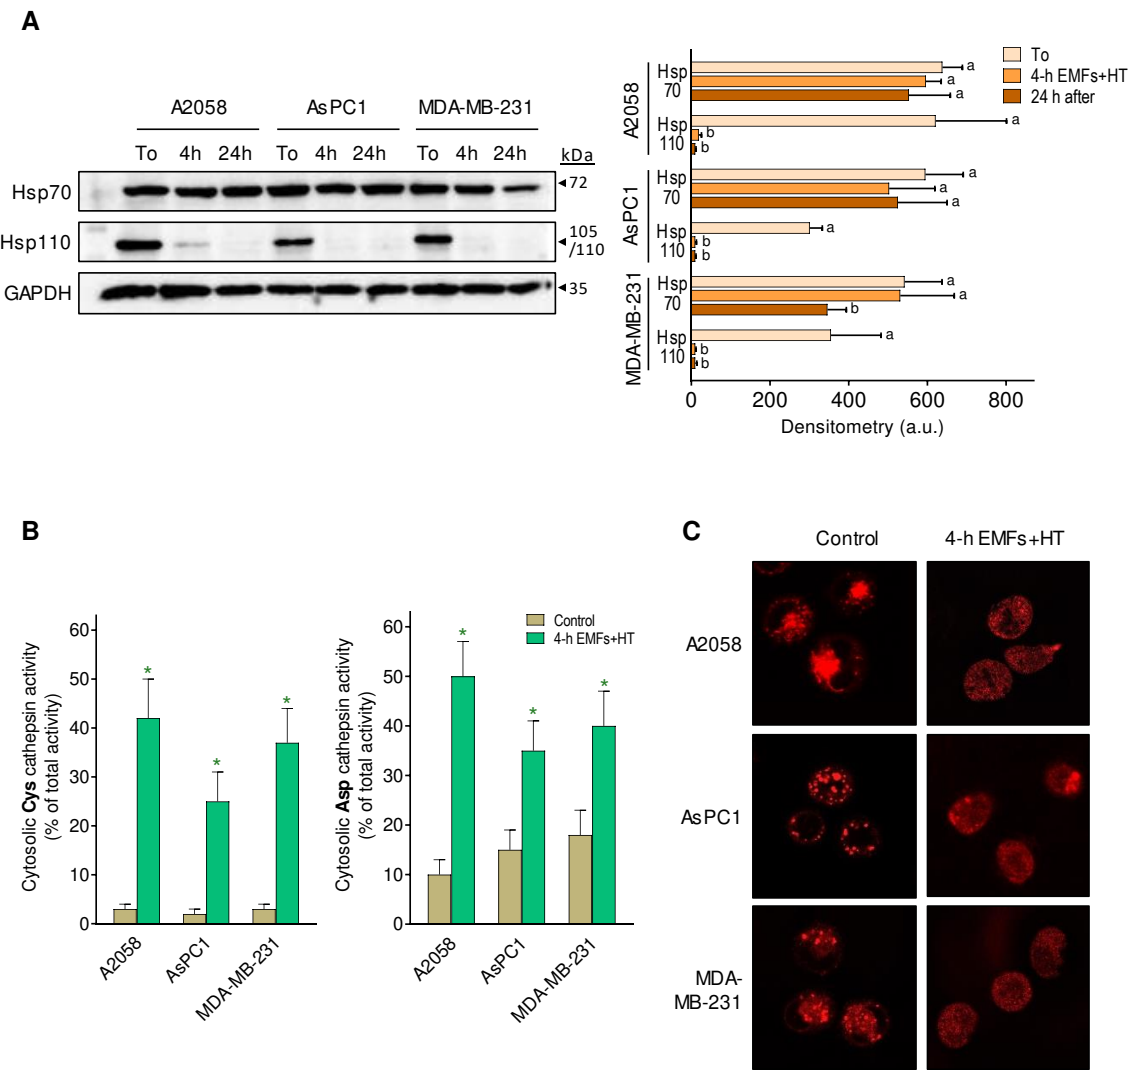 A
A2058 AsPC1 MDA-MB-231
To 4h 24h To 4h 24h To 4h 24h kDa
Hsp70 72
Hsp110 105
/110
GAPDH 35
To
4-h EMFs+HT
24 h after
A2058
Hsp
70
a
a
a
Hsp
110
a
b
b
AsPC1
Hsp
70
a
a
a
Hsp
110
a
b
b
MDA-MB-231
Hsp
70
a
a
b
Hsp
110
a
b
b
0 200 400 600 800
Densitometry (a.u.)
B
Cytosolic Cys cathepsin activity
(% of total activity)
60
50
40
30
20
10
0
* * *
A2058 AsPC1 MDA-MB-231
Cytosolic Asp cathepsin activity
(% of total activity)
60
50
40
30
20
10
0
* * *
A2058 AsPC1 MDA-MB-231
Control
4-h EMFs+HT
C
Control 4-h EMFs+HT
A2058
AsPC1
MDA-
MB-231